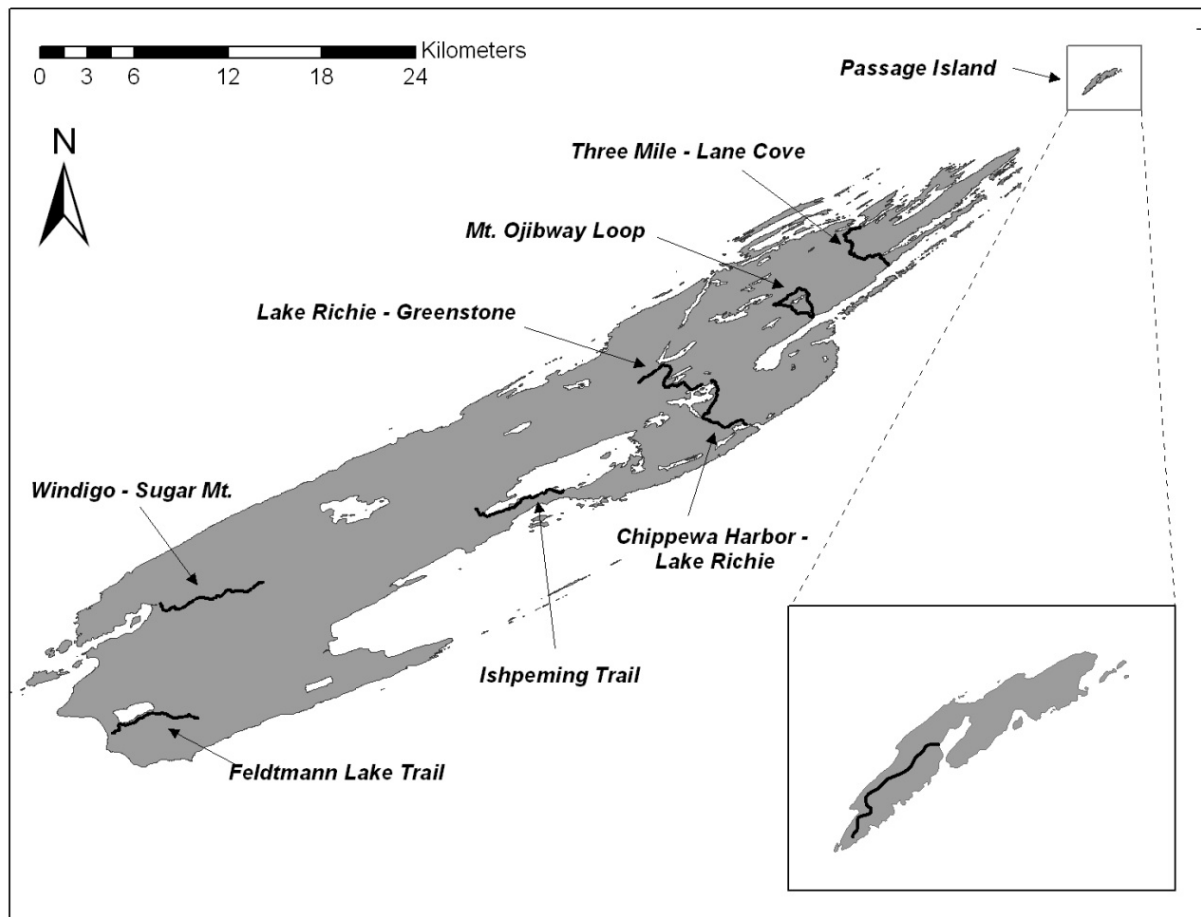 Kilometers
0 3 6 12 18 24
N
Passage Island
Three Mile - Lane Cove
Mt. Ojibway Loop
Lake Richie - Greenstone
Windigo - Sugar Mt.
Chippewa Harbor -
Lake Richie
Ishpeming Trail
Feldtmann Lake Trail